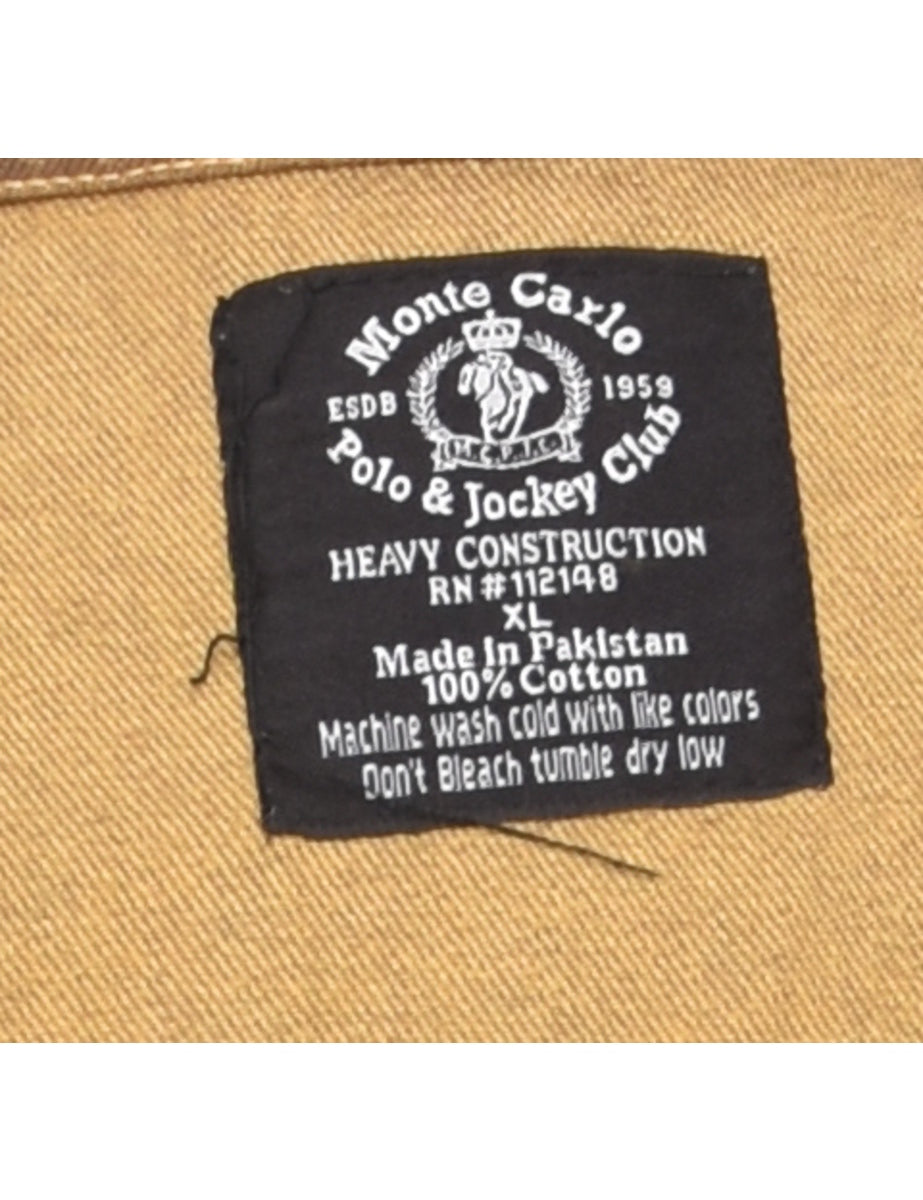 Monte Carlo
ESDB 1959
Polo & Jockey Club
HEAVY CONSTRUCTION
RN #112148
XL
Made in Pakistan
100% Cotton
Machine wash cold with like colors
Don't Bleach tumble dry low